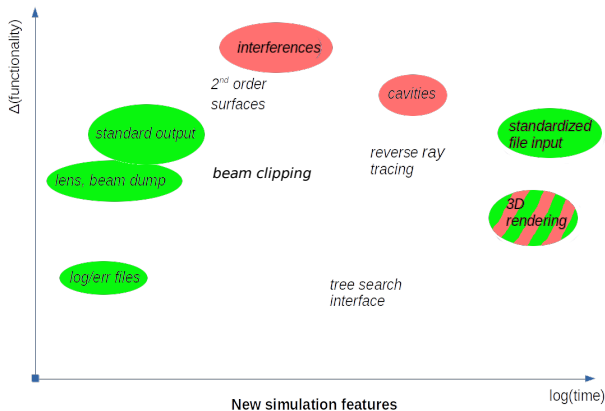 Δ(functionality)
interferences
2nd order
surfaces
cavities
standard output
standardized
file input
lens, beam dump
beam clipping
reverse ray
tracing
3D
rendering
log/err files
tree search
interface
log(time)
New simulation features